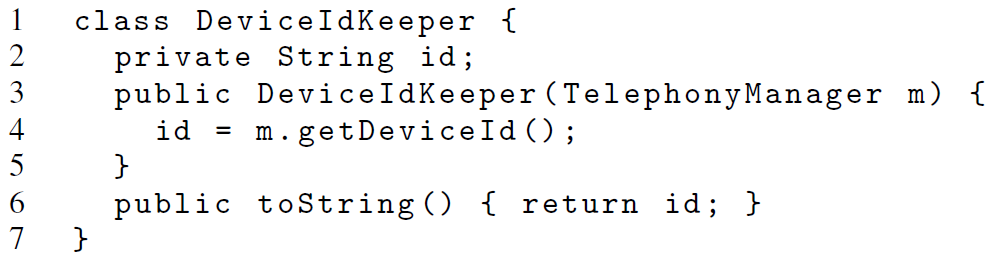 1 class DeviceIdKeeper {
2   private String id;
3   public DeviceIdKeeper(TelephonyManager m) {
4     id = m.getDeviceId();
5   }
6   public toString() { return id; }
7 }